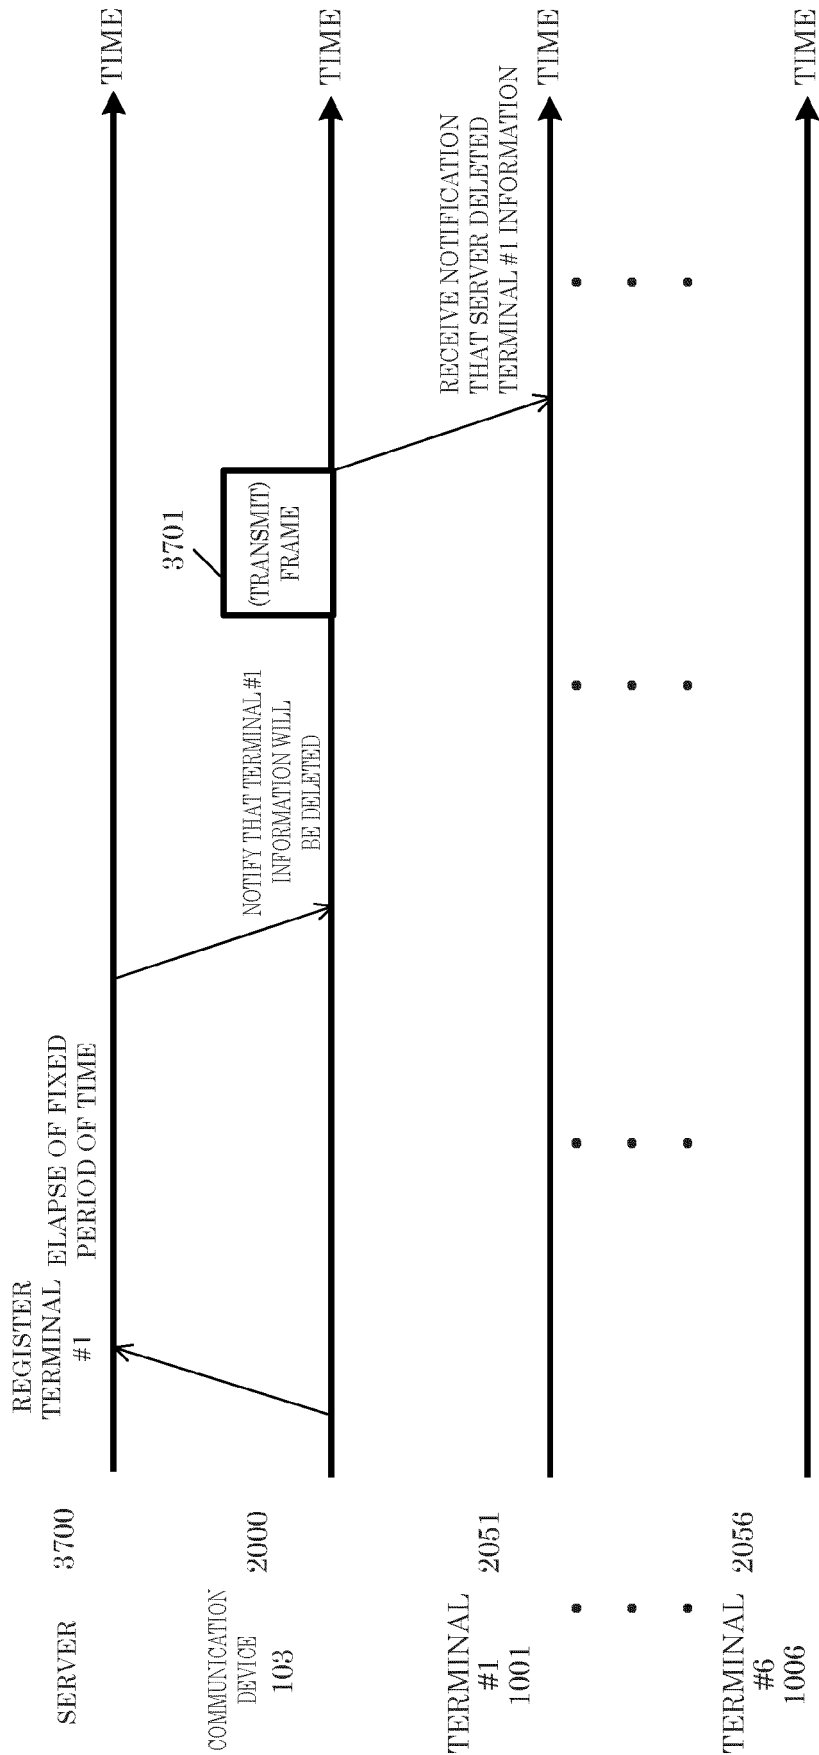 REGISTER
TERMINAL
#1
ELAPSE OF FIXED
PERIOD OF TIME
SERVER
3700
TIME
NOTIFY THAT TERMINAL #1
INFORMATION WILL
BE DELETED
3701
(TRANSMIT)
FRAME
COMMUNICATION
DEVICE
103
2000
TIME
RECEIVE NOTIFICATION
THAT SERVER DELETED
TERMINAL #1 INFORMATION
TERMINAL
#1
1001
2051
TIME
TERMINAL
#6
1006
2056
TIME